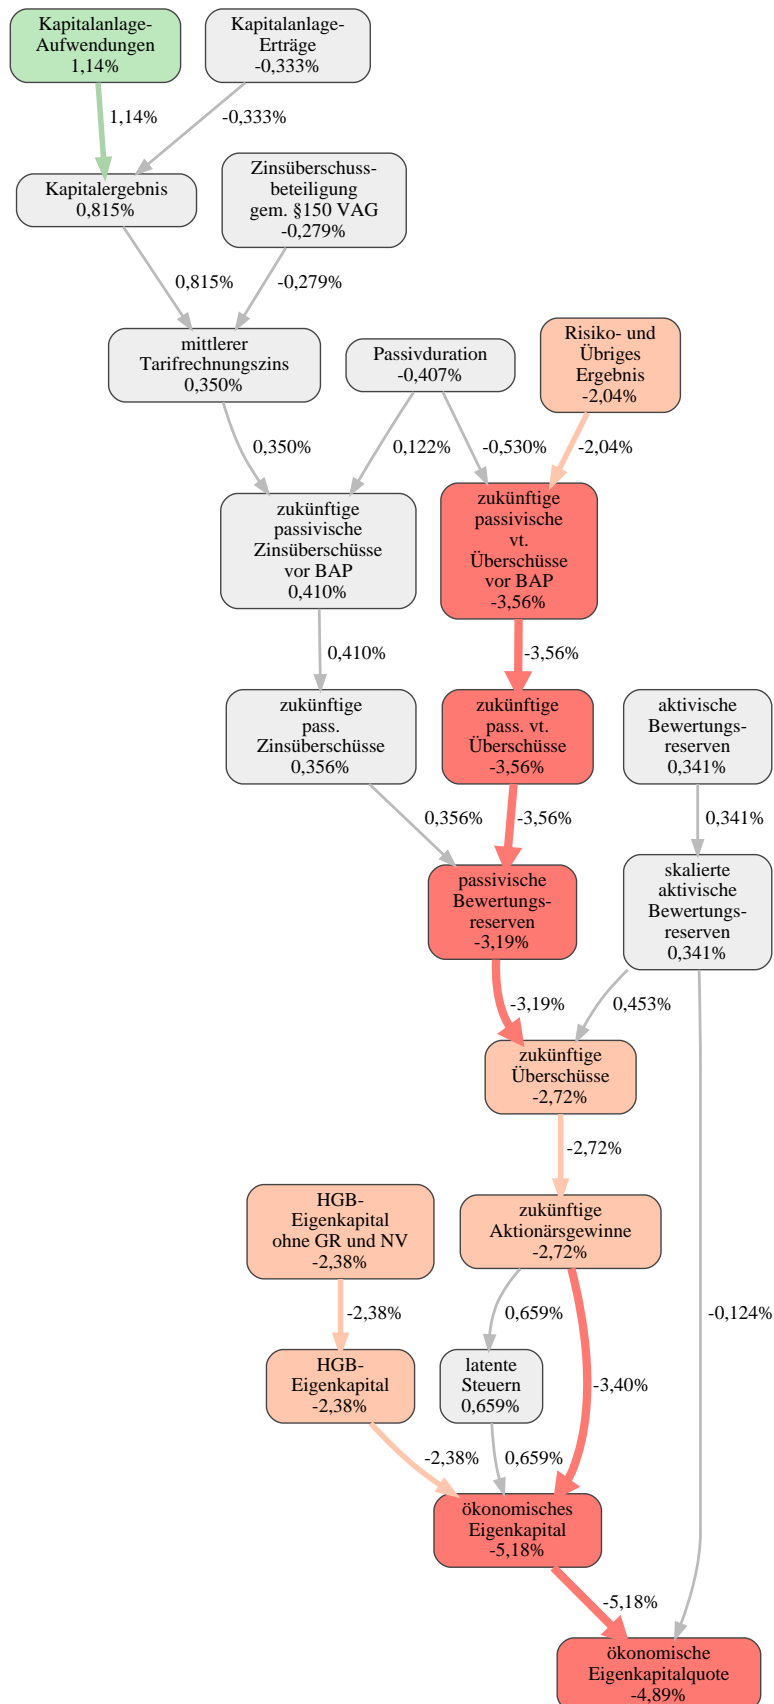 Kapitalanlage-
Aufwendungen
1,14%
Kapitalanlage-
Erträge
-0,333%
1,14%
-0,333%
Kapitalergebnis
0,815%
Zinsüberschuss-
beteiligung
gem. §150 VAG
-0,279%
0,815%
-0,279%
mittlerer
Tarifrechnungszins
0,350%
Passivduration
-0,407%
Risiko- und
Übriges
Ergebnis
-2,04%
0,350%
0,122%
-0,530%
-2,04%
zukünftige
passivische
Zinsüberschüsse
vor BAP
0,410%
zukünftige
passivische
vt.
Überschüsse
vor BAP
-3,56%
0,410%
-3,56%
zukünftige
pass.
Zinsüberschüsse
0,356%
zukünftige
pass. vt.
Überschüsse
-3,56%
aktivische
Bewertungs-
reserven
0,341%
0,356%
-3,56%
0,341%
passivische
Bewertungs-
reserven
-3,19%
skalierte
aktivische
Bewertungs-
reserven
0,341%
-3,19%
0,453%
zukünftige
Überschüsse
-2,72%
-2,72%
HGB-
Eigenkapital
ohne GR und NV
-2,38%
zukünftige
Aktionärsgewinne
-2,72%
-2,38%
0,659%
-0,124%
HGB-
Eigenkapital
-2,38%
latente
Steuern
0,659%
-3,40%
-2,38%
0,659%
ökonomisches
Eigenkapital
-5,18%
-5,18%
ökonomische
Eigenkapitalquote
-4,89%